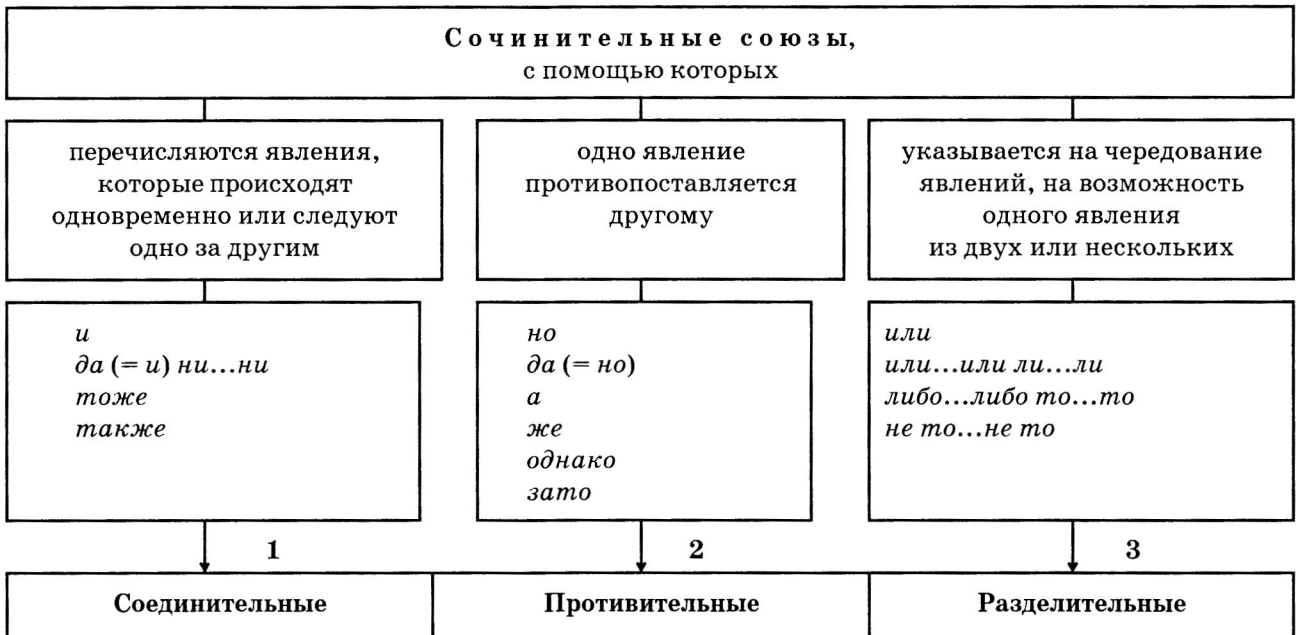 Сочинительные союзы,
с помощью которых
перечисляются явления,
которые происходят
одновременно или следуют
одно за другим
одно явление
противопоставляется
другому
указывается на чередование
явлений, на возможность
одного явления
из двух или нескольких
и
да (= и) ни...ни
тоже
также
но
да (= но)
а
же
однако
зато
или
или...или ли...ли
либо...либо то...то
не то...не то
1
2
3
Соединительные
Противительные
Разделительные